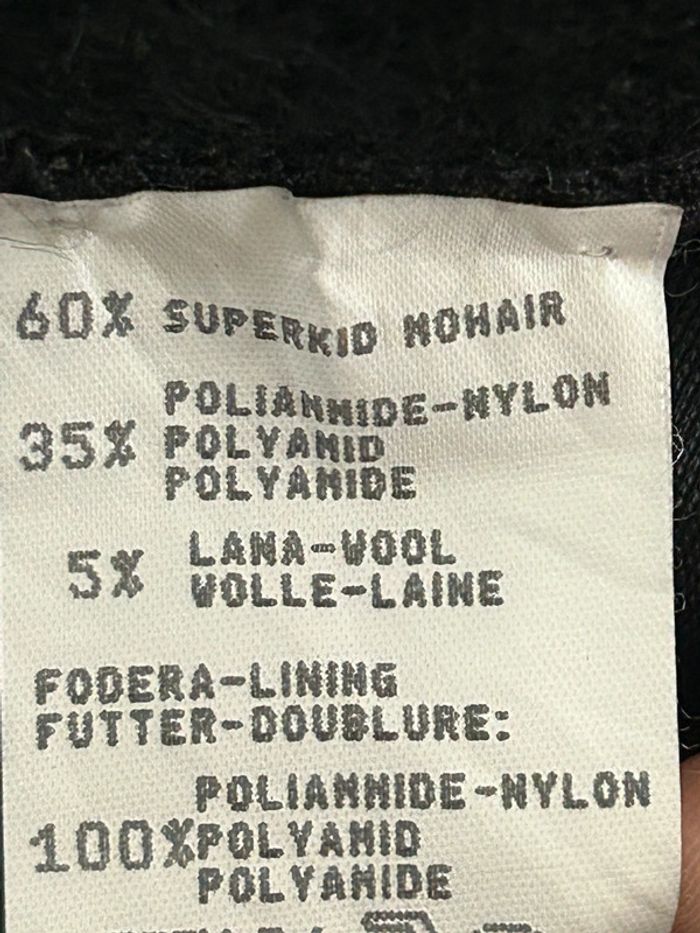 60% SUPERKID MOHAIR
POLIAMMIDE-NYLON
35% POLYAMID
POLYAMIDE
5% LANA-WOOL
WOLLE-LAINE
FODERA-LINING
FUTTER-DOUBLURE:
POLIAMMIDE-NYLON
100% POLYAMID
POLYAMIDE